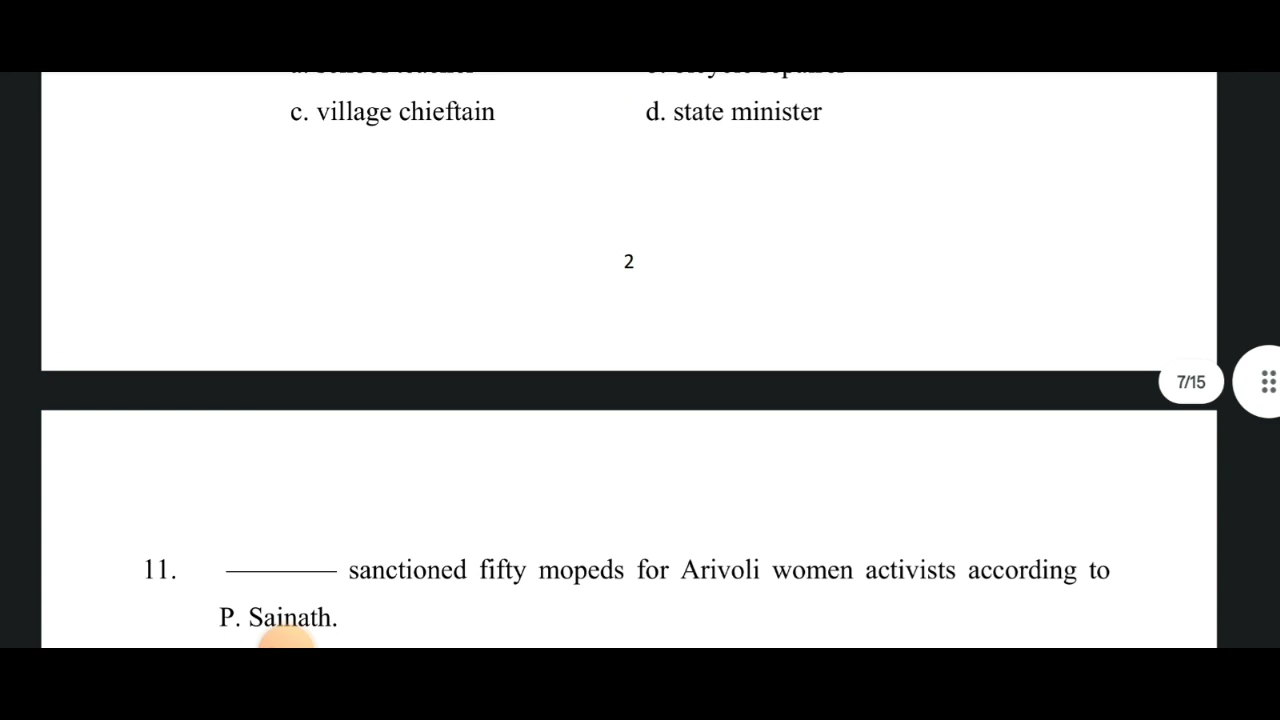 c. village chieftain d. state minister
2
7/15
11. ———— sanctioned fifty mopeds for Arivoli women activists according to
P. Sainath.